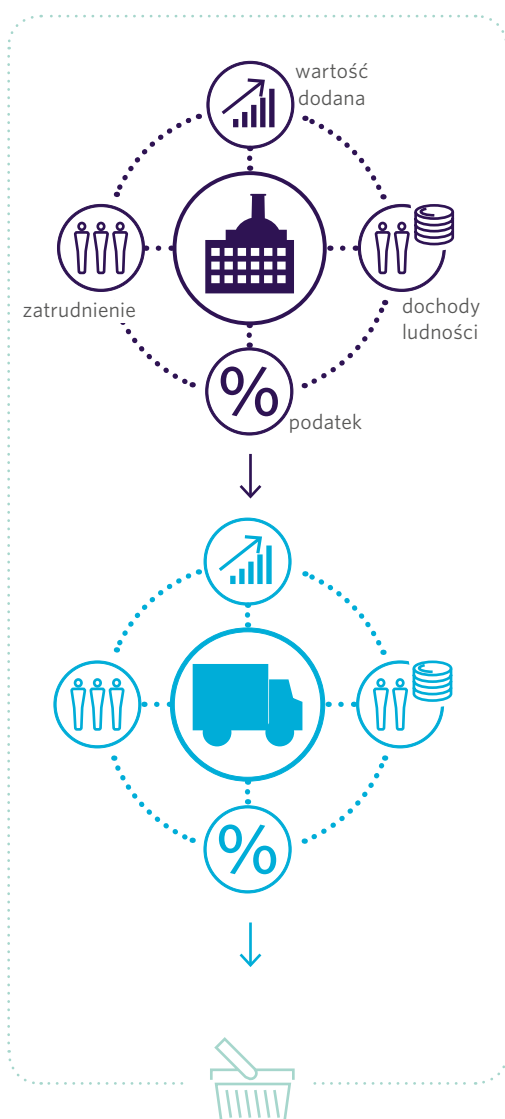 wartość
dodana
zatrudnienie
dochody
ludności
%
podatek
%